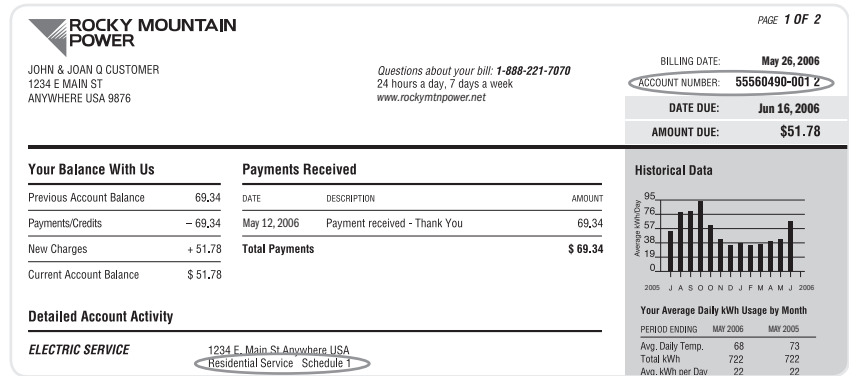 ROCKY MOUNTAIN
POWER
PAGE 1 OF 2
JOHN & JOAN Q CUSTOMER
1234 E MAIN ST
ANYWHERE USA 9876
Questions about your bill: 1-888-221-7070
24 hours a day, 7 days a week
www.rockymtnpower.net
BILLING DATE: May 26, 2006
ACCOUNT NUMBER: 55560490-001 2
DATE DUE: Jun 16, 2006
AMOUNT DUE: $51.78
Your Balance With Us
Previous Account Balance 69.34
Payments/Credits – 69.34
New Charges + 51.78
Current Account Balance $ 51.78
Payments Received
DATE DESCRIPTION AMOUNT
May 12, 2006 Payment received - Thank You 69.34
Total Payments $ 69.34
Detailed Account Activity
ELECTRIC SERVICE 1234 E. Main St Anywhere USA
Residential Service Schedule 1
Historical Data
Average kWh/Day
95
76
57
38
19
0
2005 J A S O O N D J F M A M J 2006
Your Average Daily kWh Usage by Month
PERIOD ENDING MAY 2006 MAY 2005
Avg. Daily Temp. 68 73
Total kWh 722 722
Avg. kWh per Day 22 22